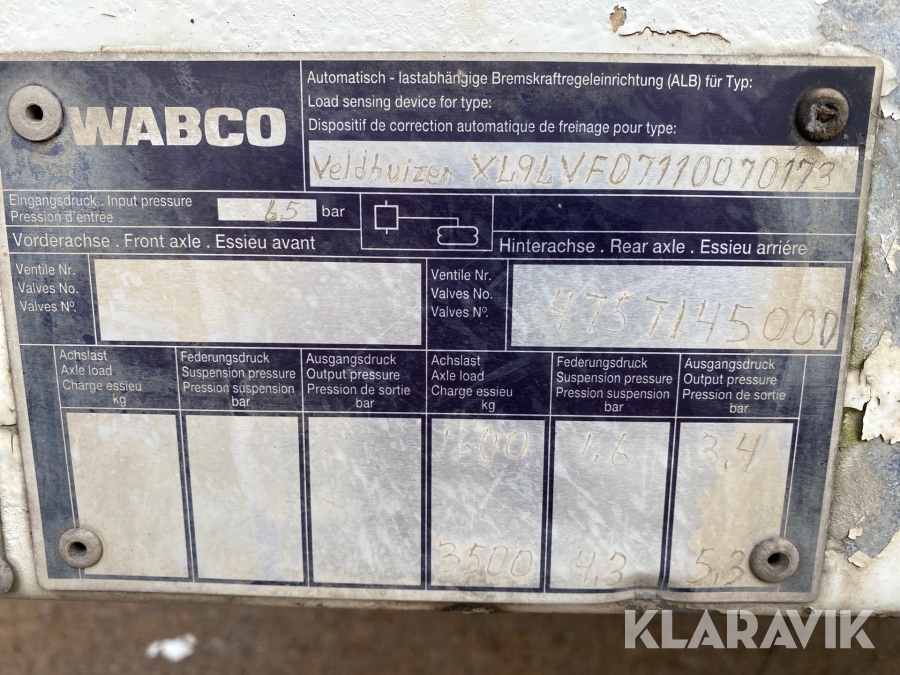 WABCO
Automatisch - lastabhängige Bremskraftregeleinrichtung (ALB) für Typ:
Load sensing device for type:
Dispositif de correction automatique de freinage pour type:
Veldhuizen XL9LVF07110070173
Eingangsdruck . Input pressure
Pression d'entrée
6,5 bar
Vorderachse . Front axle . Essieu avant
Hinterachse . Rear axle . Essieu arriére
Ventile Nr.
Valves No.
Valves Nº.
Ventile Nr.
Valves No.
Valves Nº.
4757145000
Achslast
Axle load
Charge essieu
kg
Federungsdruck
Suspension pressure
Pression suspension
bar
Ausgangsdruck
Output pressure
Pression de sortie
bar
Achslast
Axle load
Charge essieu
kg
Federungsdruck
Suspension pressure
Pression suspension
bar
Ausgangsdruck
Output pressure
Pression de sortie
bar
1600 1,6 3,4
3500 4,3 5,3
KLARAVIK